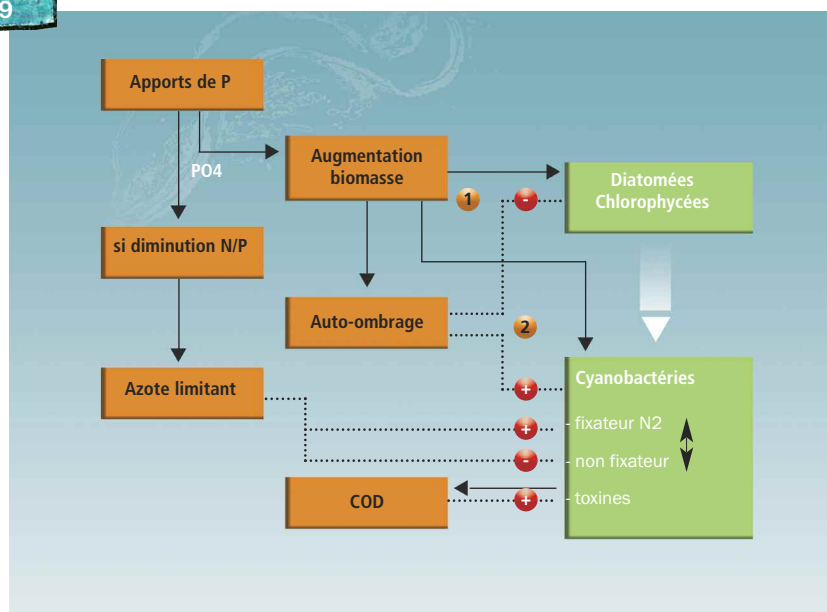 9
Apports de P
PO4
Augmentation
biomasse
1
-
Diatomées
Chlorophycées
si diminution N/P
Auto-ombrage
2
Azote limitant
+
Cyanobactéries
+
- fixateur N2
-
- non fixateur
COD
+
- toxines